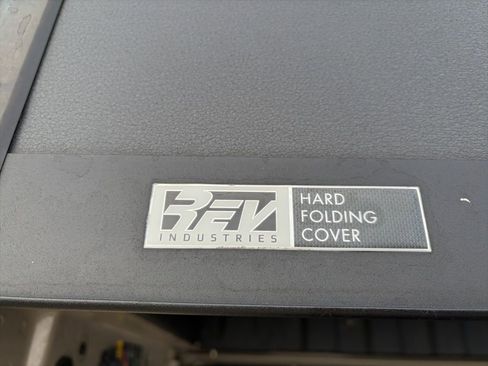 REV
INDUSTRIES
HARD
FOLDING
COVER